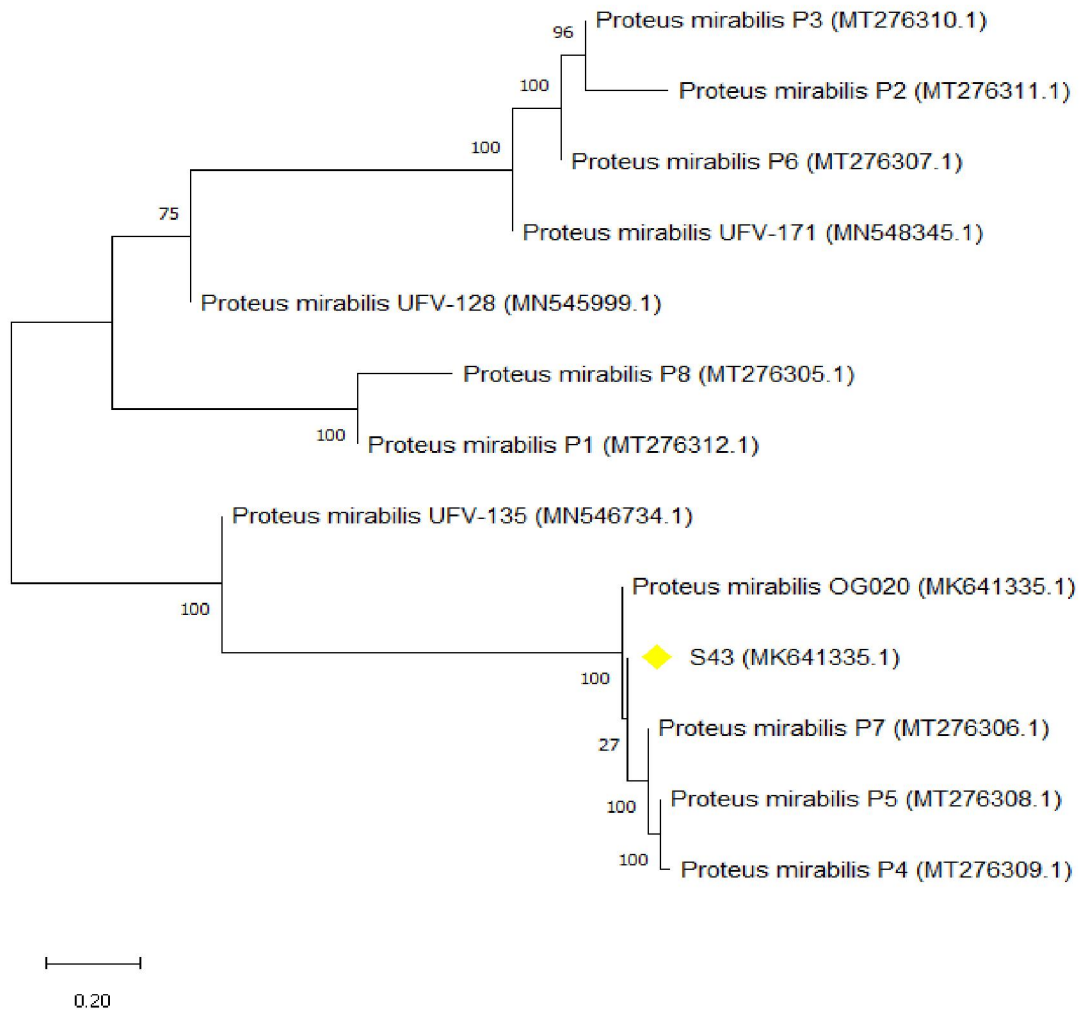 Proteus mirabilis P3 (MT276310.1)
96
Proteus mirabilis P2 (MT276311.1)
100
Proteus mirabilis P6 (MT276307.1)
100
Proteus mirabilis UFV-171 (MN548345.1)
75
Proteus mirabilis UFV-128 (MN545999.1)
Proteus mirabilis P8 (MT276305.1)
100
Proteus mirabilis P1 (MT276312.1)
Proteus mirabilis UFV-135 (MN546734.1)
100
Proteus mirabilis OG020 (MK641335.1)
S43 (MK641335.1)
100
Proteus mirabilis P7 (MT276306.1)
27
Proteus mirabilis P5 (MT276308.1)
100
100
Proteus mirabilis P4 (MT276309.1)
0.20